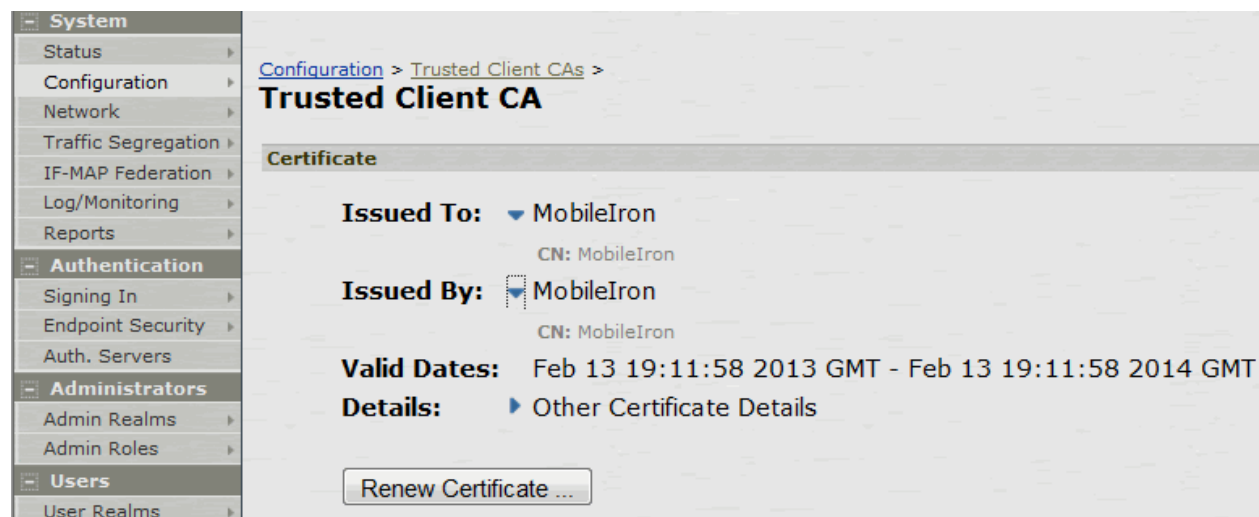 System
Status
Configuration
Network
Traffic Segregation
IF-MAP Federation
Log/Monitoring
Reports
Authentication
Signing In
Endpoint Security
Auth. Servers
Administrators
Admin Realms
Admin Roles
Users
User Realms
Configuration > Trusted Client CAs >
Trusted Client CA
Certificate
Issued To: MobileIron
CN: MobileIron
Issued By: MobileIron
CN: MobileIron
Valid Dates: Feb 13 19:11:58 2013 GMT - Feb 13 19:11:58 2014 GMT
Details: Other Certificate Details
Renew Certificate ...